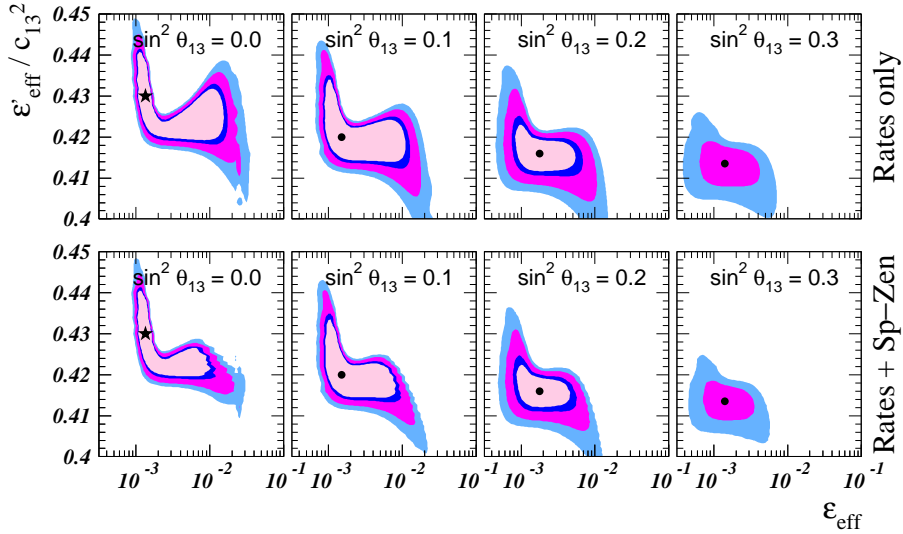 ε'eff / c13²
0.45
0.44
0.43
0.42
0.41
0.4
sin² θ13 = 0.0
sin² θ13 = 0.1
sin² θ13 = 0.2
sin² θ13 = 0.3
Rates only
0.45
0.44
0.43
0.42
0.41
0.4
sin² θ13 = 0.0
sin² θ13 = 0.1
sin² θ13 = 0.2
sin² θ13 = 0.3
Rates + Sp−Zen
10⁻³ 10⁻² 10⁻¹ 10⁻³ 10⁻² 10⁻¹ 10⁻³ 10⁻² 10⁻¹ 10⁻³ 10⁻² 10⁻¹
εeff